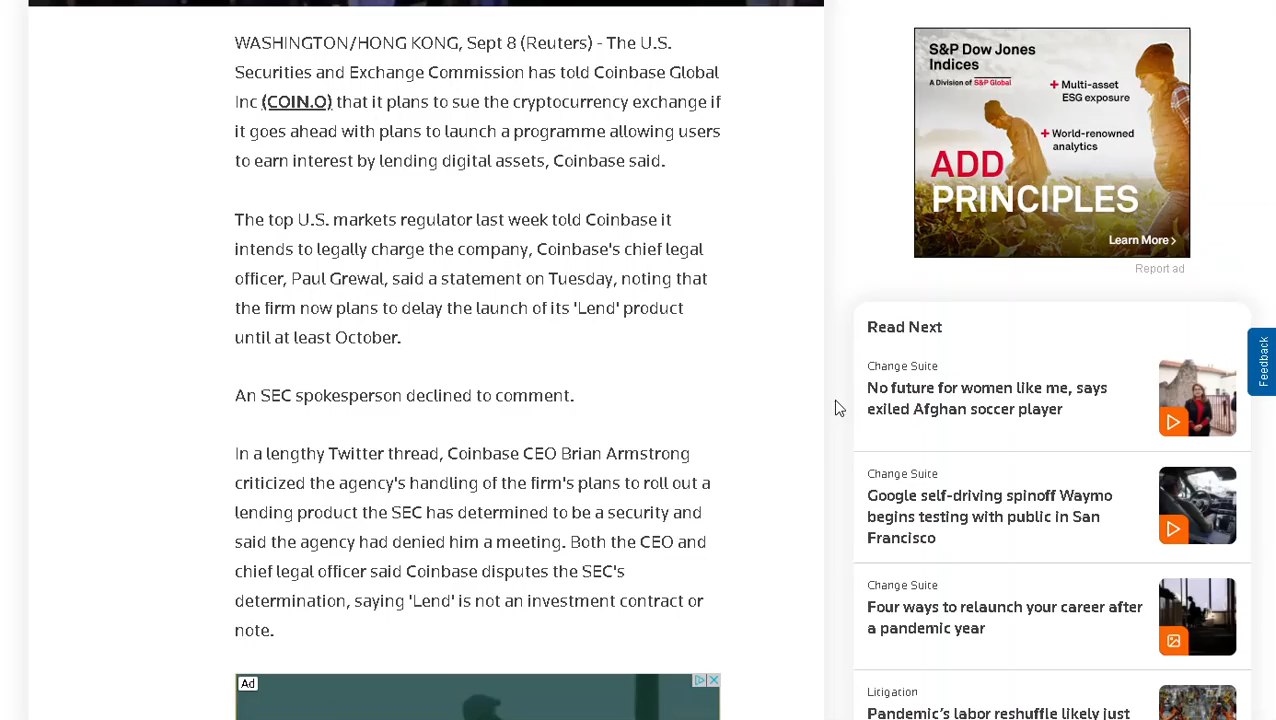 WASHINGTON/HONG KONG, Sept 8 (Reuters) - The U.S.
Securities and Exchange Commission has told Coinbase Global
Inc (COIN.O) that it plans to sue the cryptocurrency exchange if
it goes ahead with plans to launch a programme allowing users
to earn interest by lending digital assets, Coinbase said.
The top U.S. markets regulator last week told Coinbase it
intends to legally charge the company, Coinbase's chief legal
officer, Paul Grewal, said a statement on Tuesday, noting that
the firm now plans to delay the launch of its 'Lend' product
until at least October.
An SEC spokesperson declined to comment.
In a lengthy Twitter thread, Coinbase CEO Brian Armstrong
criticized the agency's handling of the firm's plans to roll out a
lending product the SEC has determined to be a security and
said the agency had denied him a meeting. Both the CEO and
chief legal officer said Coinbase disputes the SEC's
determination, saying 'Lend' is not an investment contract or
note.
Ad
S&P Dow Jones
Indices
A Division of S&P Global
+ Multi-asset
ESG exposure
+ World-renowned
analytics
ADD
PRINCIPLES
Learn More >
Report ad
Read Next
Change Suite
No future for women like me, says
exiled Afghan soccer player
Change Suite
Google self-driving spinoff Waymo
begins testing with public in San
Francisco
Change Suite
Four ways to relaunch your career after
a pandemic year
Litigation
Pandemic's labor reshuffle likely just
Feedback